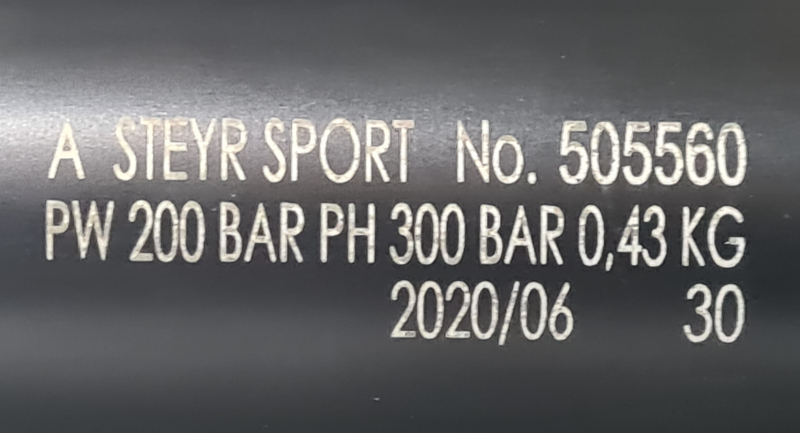 A STEYR SPORT No. 505560
PW 200 BAR PH 300 BAR 0,43 KG
2020/06 30